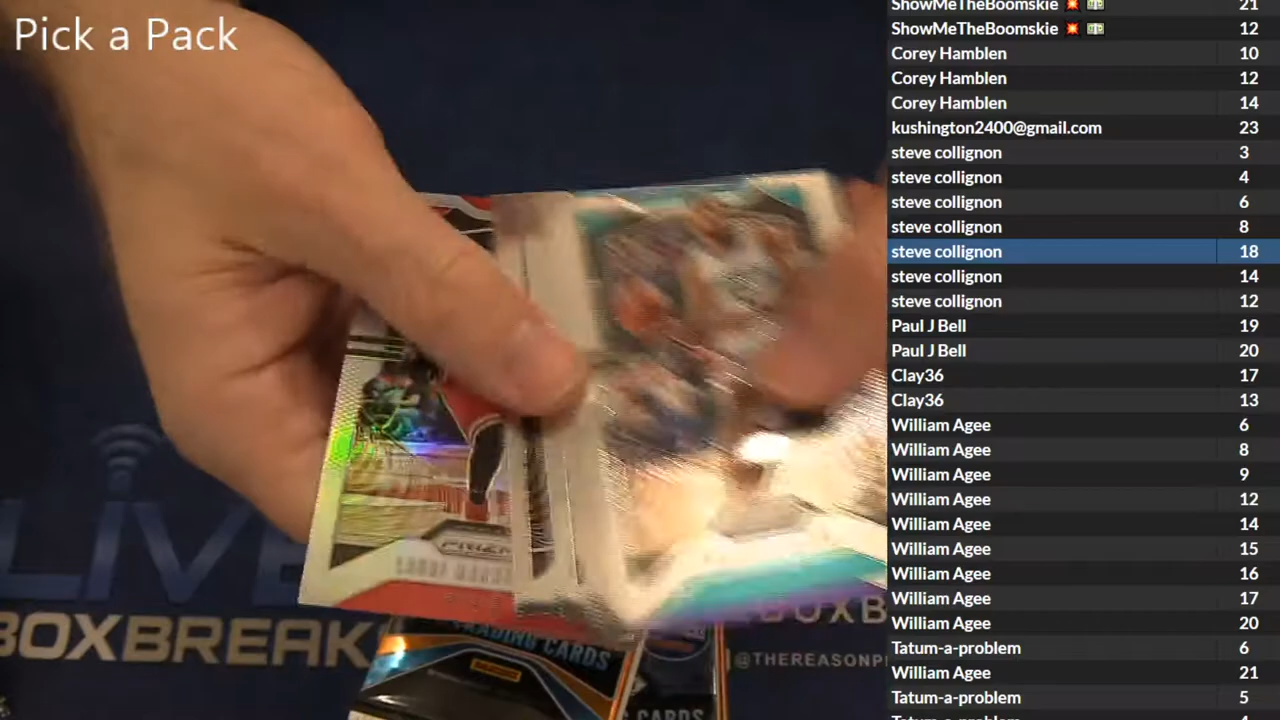 Pick a Pack
ShowMeTheBoomskie 💥 💵 21
ShowMeTheBoomskie 💥 💵 12
Corey Hamblen 10
Corey Hamblen 12
Corey Hamblen 14
kushington2400@gmail.com 23
steve collignon 3
steve collignon 4
steve collignon 6
steve collignon 8
steve collignon 18
steve collignon 14
steve collignon 12
Paul J Bell 19
Paul J Bell 20
Clay36 17
Clay36 13
William Agee 6
William Agee 8
William Agee 9
William Agee 12
William Agee 14
William Agee 15
William Agee 16
William Agee 17
William Agee 20
Tatum-a-problem 6
William Agee 21
Tatum-a-problem 5
PRIZM
LIVE
BOXBREAKS
TRADING CARDS
@THEREASONP
CARDS